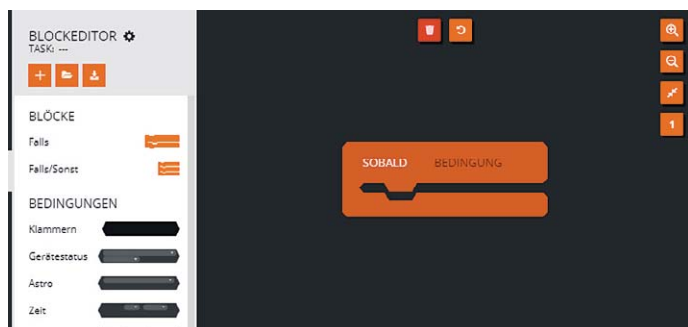 BLOCKEDITOR
TASK: ---
BLÖCKE
Falls
Falls/Sonst
BEDINGUNGEN
Klammern
Gerätestatus
Astro
Zeit
SOBALD BEDINGUNG
1